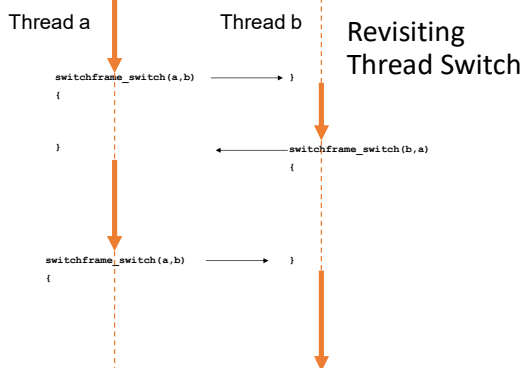 Thread a
Thread b
Revisiting
Thread Switch
switchframe_switch(a,b)
}
{
}
switchframe_switch(b,a)
{
switchframe_switch(a,b)
}
{